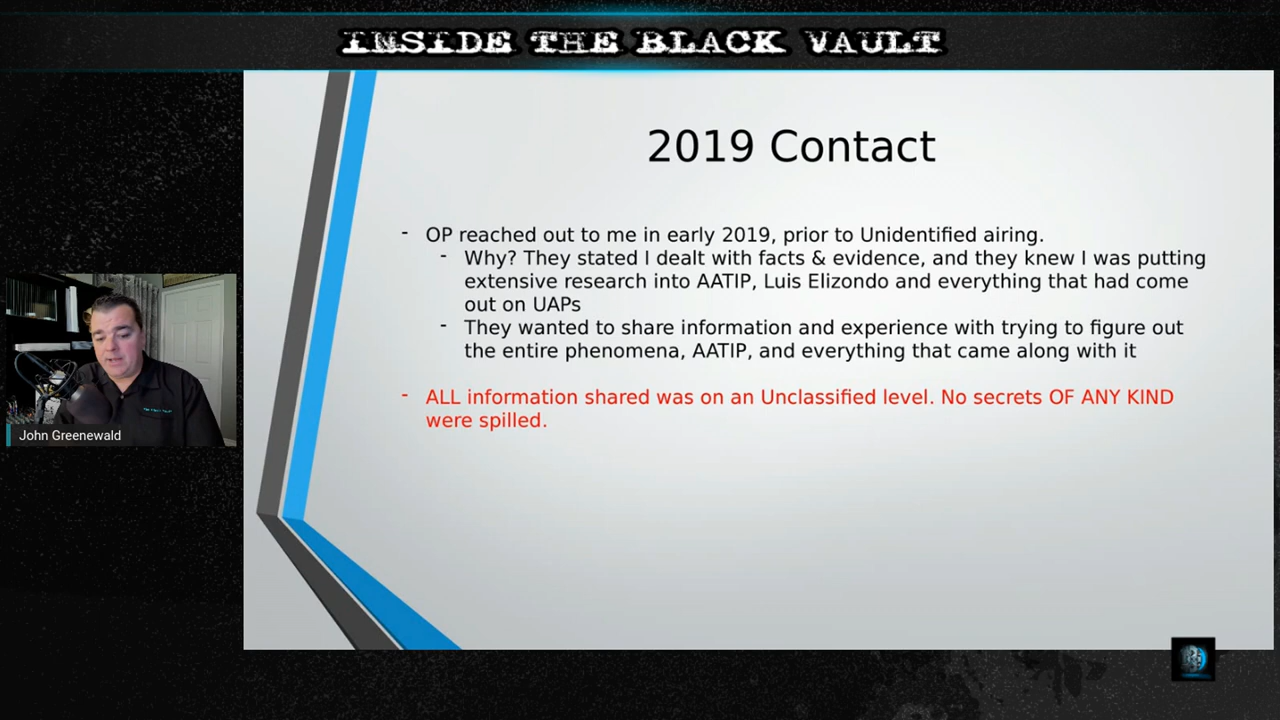 INSIDE THE BLACK VAULT
2019 Contact
- OP reached out to me in early 2019, prior to Unidentified airing.
- Why? They stated I dealt with facts & evidence, and they knew I was putting
extensive research into AATIP, Luis Elizondo and everything that had come
out on UAPs
- They wanted to share information and experience with trying to figure out
the entire phenomena, AATIP, and everything that came along with it
- ALL information shared was on an Unclassified level. No secrets OF ANY KIND
were spilled.
John Greenewald